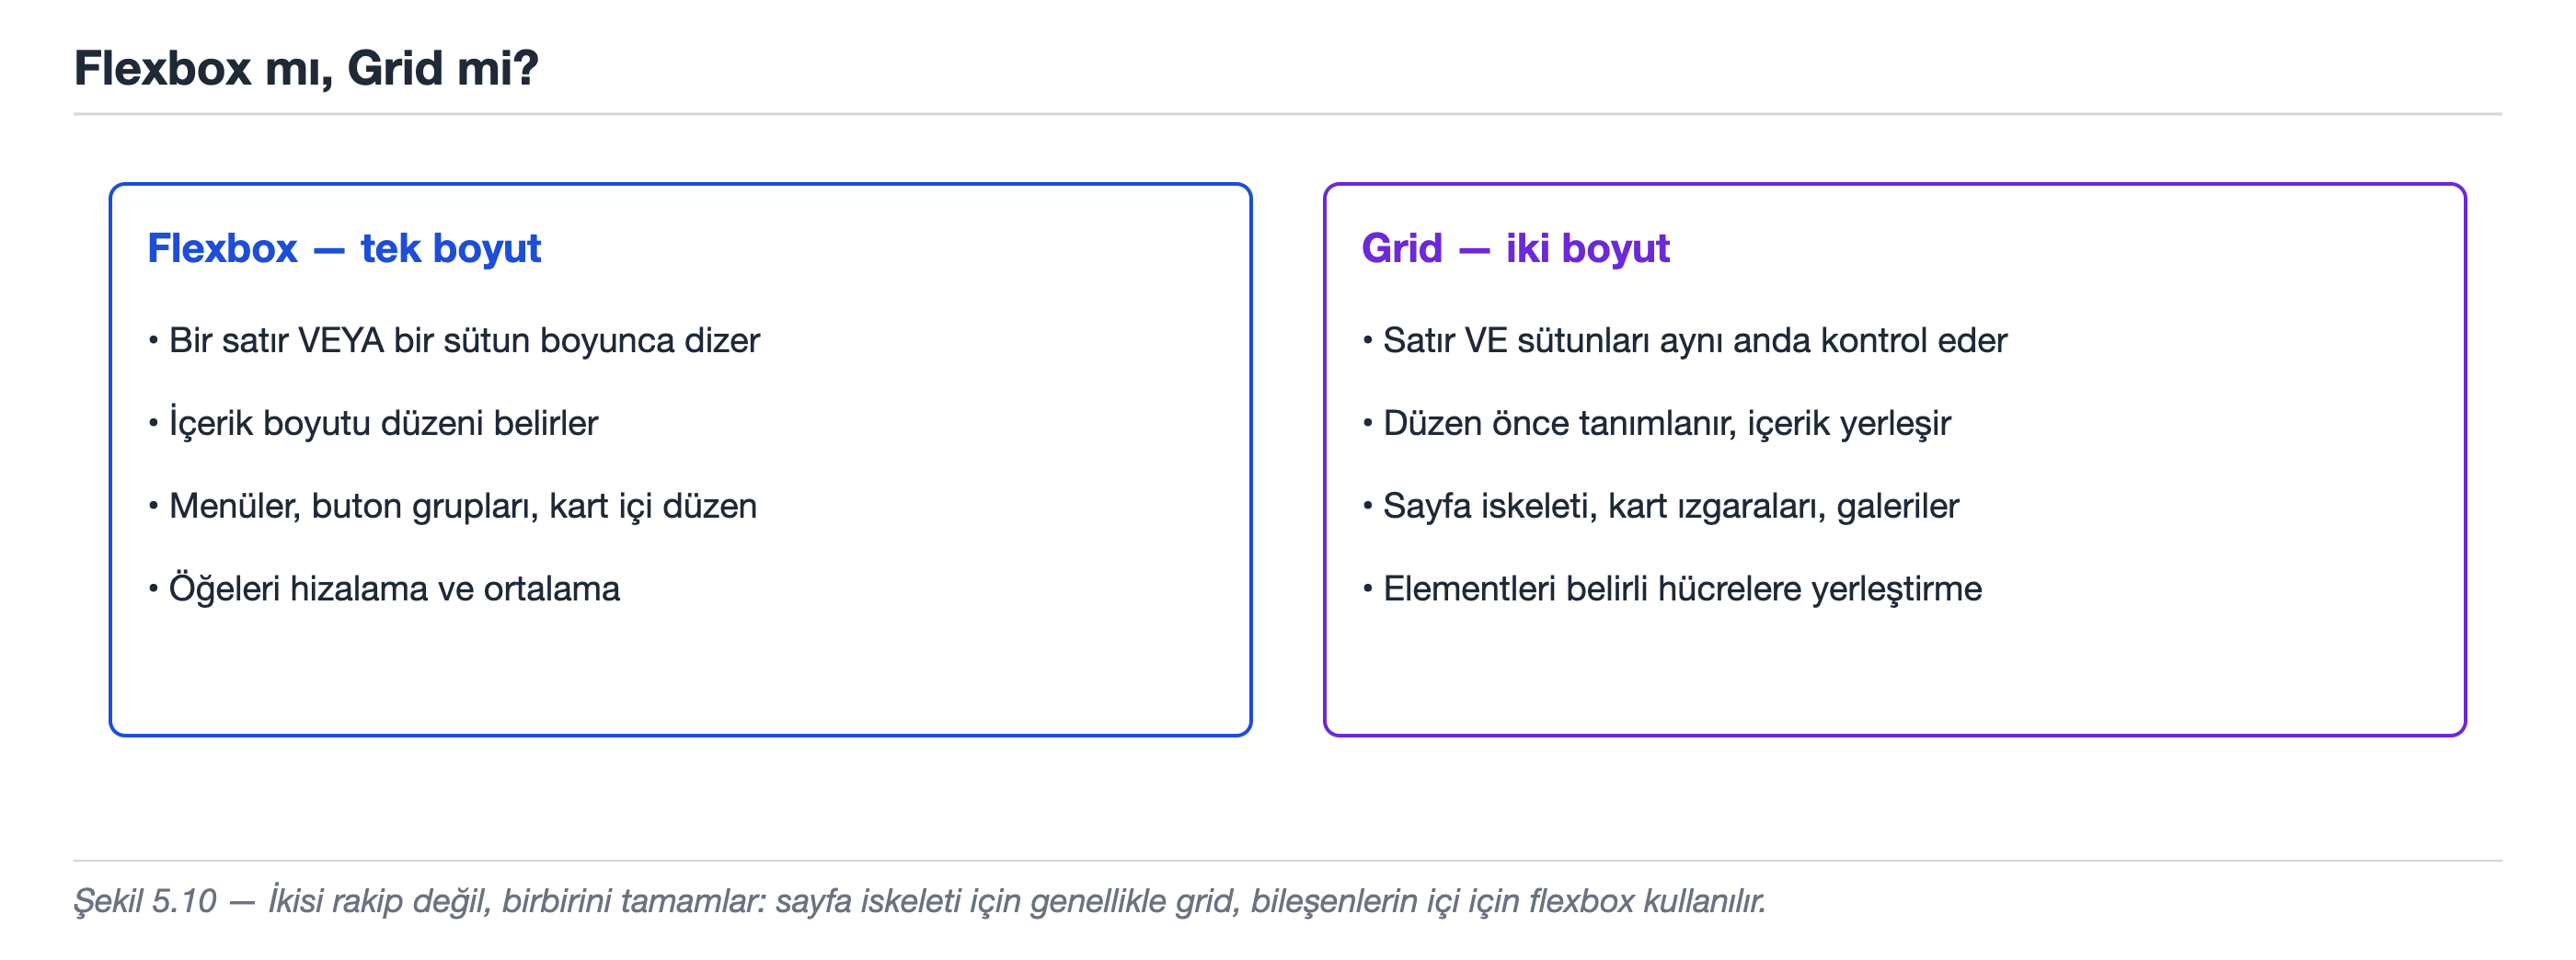 Flexbox mı, Grid mi?
Flexbox — tek boyut
• Bir satır VEYA bir sütun boyunca dizer
• İçerik boyutu düzeni belirler
• Menüler, buton grupları, kart içi düzen
• Öğeleri hizalama ve ortalama
Grid — iki boyut
• Satır VE sütunları aynı anda kontrol eder
• Düzen önce tanımlanır, içerik yerleşir
• Sayfa iskeleti, kart ızgaraları, galeriler
• Elementleri belirli hücrelere yerleştirme
Şekil 5.10 — İkisi rakip değil, birbirini tamamlar: sayfa iskeleti için genellikle grid, bileşenlerin içi için flexbox kullanılır.